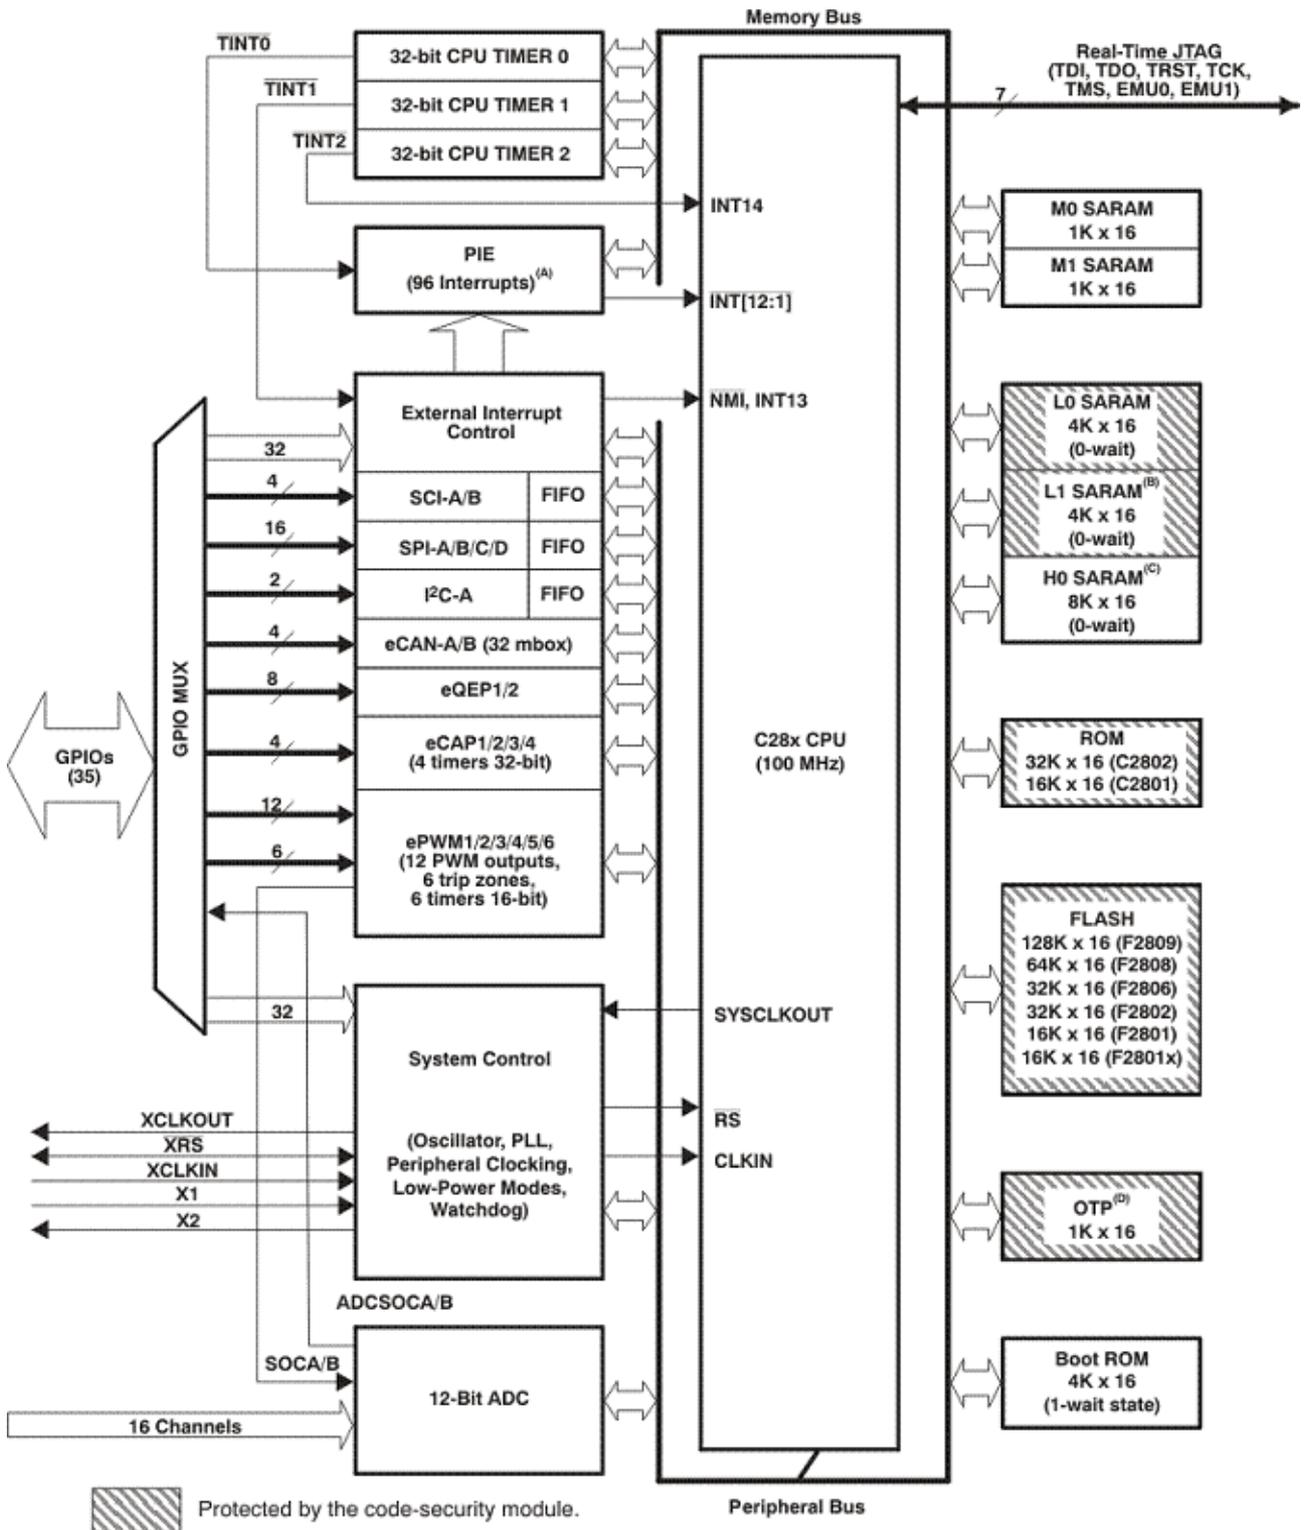 Memory Bus
TINT0
32-bit CPU TIMER 0
Real-Time JTAG
(TDI, TDO, TRST, TCK,
TMS, EMU0, EMU1)
7
TINT1
32-bit CPU TIMER 1
TINT2
32-bit CPU TIMER 2
INT14
M0 SARAM
1K x 16
M1 SARAM
1K x 16
PIE
(96 Interrupts)(A)
INT[12:1]
External Interrupt
Control
NMI, INT13
L0 SARAM
4K x 16
(0-wait)
L1 SARAM(B)
4K x 16
(0-wait)
H0 SARAM(C)
8K x 16
(0-wait)
32
4
SCI-A/B
FIFO
16
SPI-A/B/C/D
FIFO
2
I²C-A
FIFO
4
eCAN-A/B (32 mbox)
8
eQEP1/2
4
eCAP1/2/3/4
(4 timers 32-bit)
12
6
ePWM1/2/3/4/5/6
(12 PWM outputs,
6 trip zones,
6 timers 16-bit)
GPIO MUX
GPIOs
(35)
C28x CPU
(100 MHz)
ROM
32K x 16 (C2802)
16K x 16 (C2801)
FLASH
128K x 16 (F2809)
64K x 16 (F2808)
32K x 16 (F2806)
32K x 16 (F2802)
16K x 16 (F2801)
16K x 16 (F2801x)
32
System Control
(Oscillator, PLL,
Peripheral Clocking,
Low-Power Modes,
Watchdog)
SYSCLKOUT
RS
CLKIN
XCLKOUT
XRS
XCLKIN
X1
X2
OTP(D)
1K x 16
ADCSOCA/B
SOCA/B
12-Bit ADC
16 Channels
Boot ROM
4K x 16
(1-wait state)
Peripheral Bus
Protected by the code-security module.